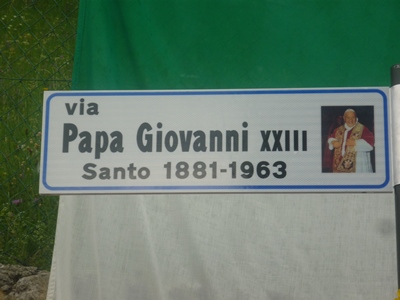 via
Papa Giovanni XXIII
Santo 1881-1963